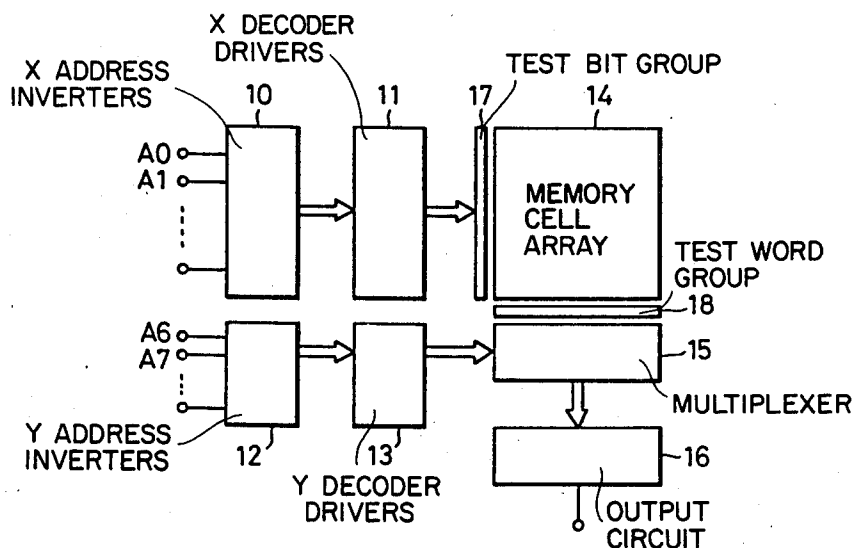 X DECODER
DRIVERS
X ADDRESS
INVERTERS
TEST BIT GROUP
10
11
17
14
A0
A1
MEMORY
CELL
ARRAY
TEST WORD
GROUP
18
A6
A7
15
MULTIPLEXER
Y ADDRESS
INVERTERS
12
13
Y DECODER
DRIVERS
16
OUTPUT
CIRCUIT